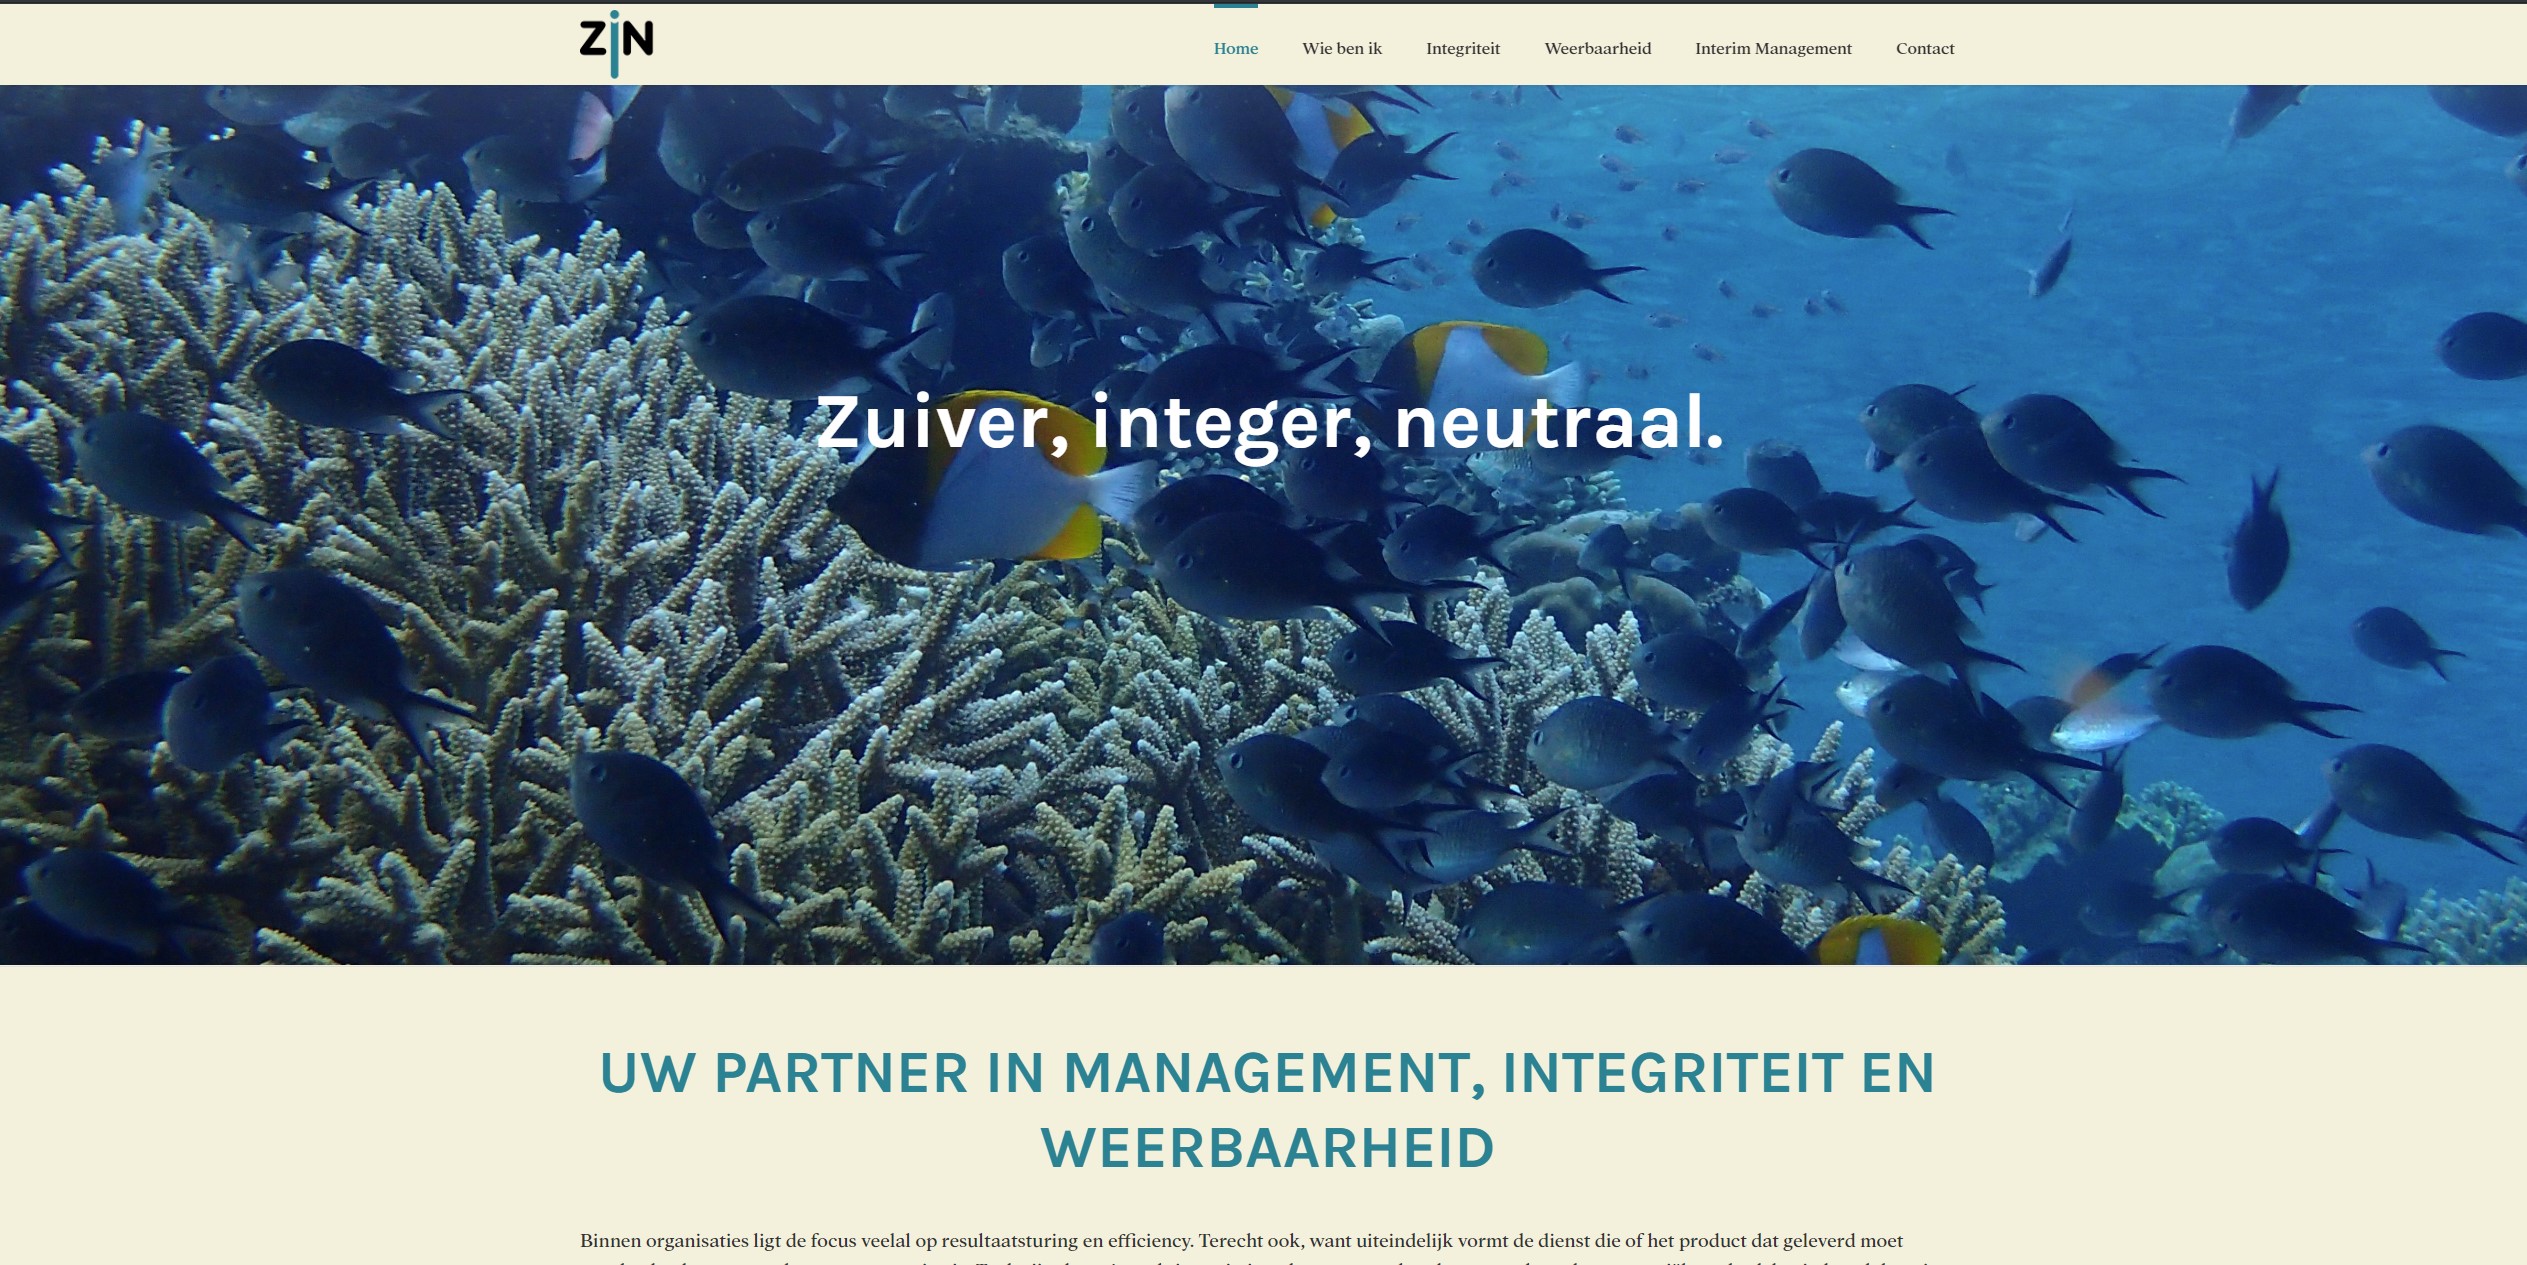 ZiN
Home Wie ben ik Integriteit Weerbaarheid Interim Management Contact
Zuiver, integer, neutraal.
UW PARTNER IN MANAGEMENT, INTEGRITEIT EN
WEERBAARHEID
Binnen organisaties ligt de focus veelal op resultaatsturing en efficiency. Terecht ook, want uiteindelijk vormt de dienst die of het product dat geleverd moet